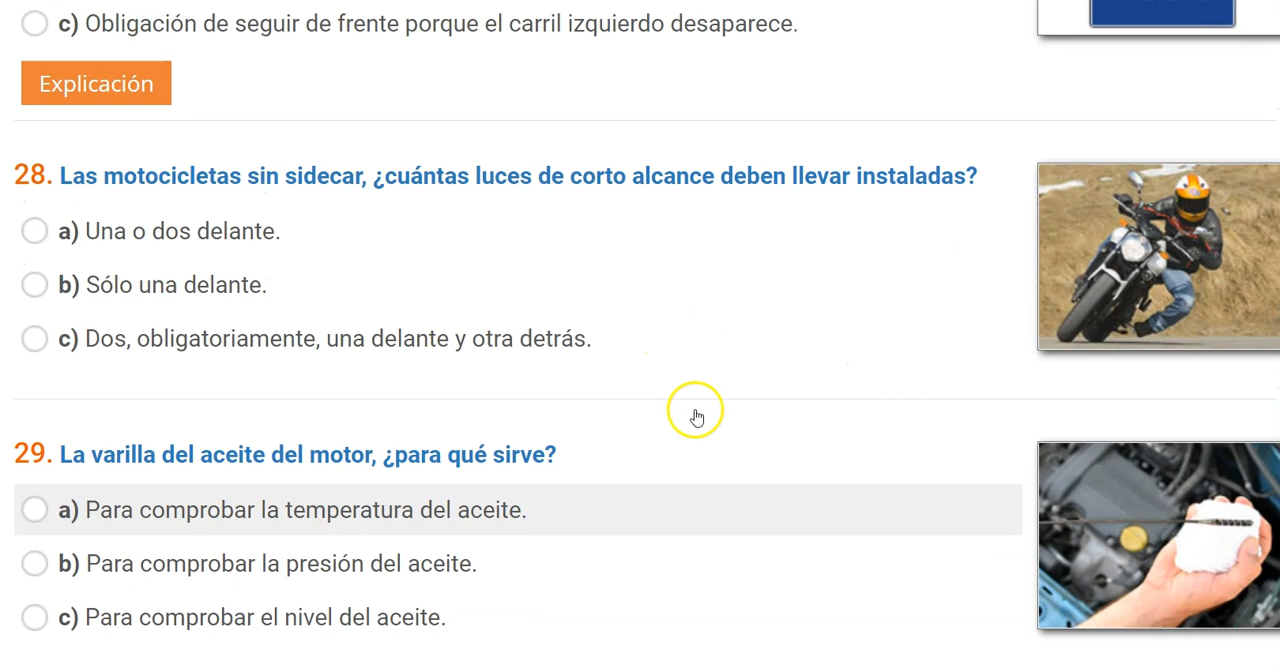 c) Obligación de seguir de frente porque el carril izquierdo desaparece.
Explicación
28. Las motocicletas sin sidecar, ¿cuántas luces de corto alcance deben llevar instaladas?
a) Una o dos delante.
b) Sólo una delante.
c) Dos, obligatoriamente, una delante y otra detrás.
29. La varilla del aceite del motor, ¿para qué sirve?
a) Para comprobar la temperatura del aceite.
b) Para comprobar la presión del aceite.
c) Para comprobar el nivel del aceite.